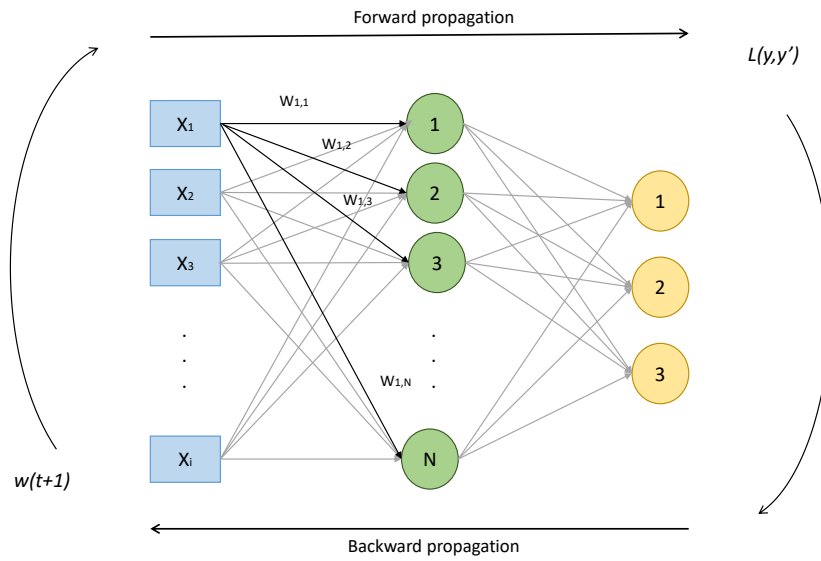 Forward propagation
L(y,y’)
X1
W1,1
1
W1,2
X2
2
W1,3
1
X3
3
2
.
.
.
.
.
.
W1,N
3
Xi
N
w(t+1)
Backward propagation